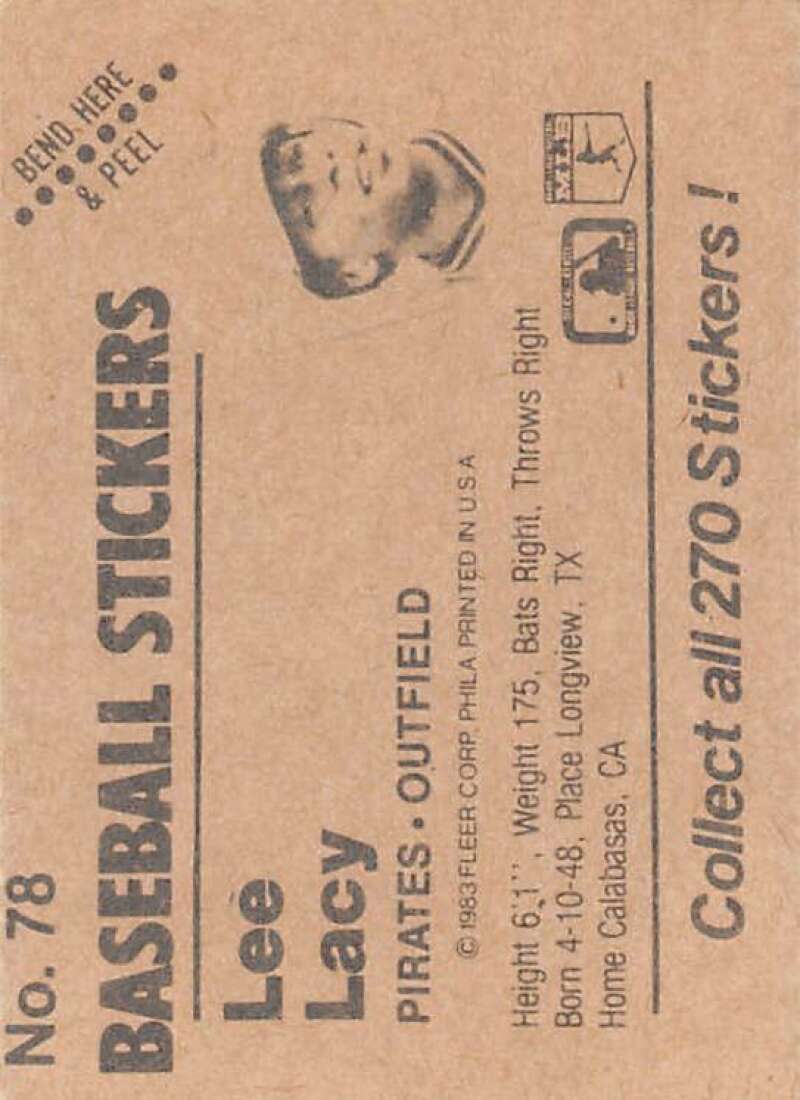 No. 78
BEND HERE
& PEEL
BASEBALL STICKERS
Lee
Lacy
PIRATES • OUTFIELD
© 1983 FLEER CORP. PHILA. PRINTED IN U S A
Height 6'1'', Weight 175, Bats Right, Throws Right
Born 4-10-48, Place Longview, TX
Home Calabasas, CA
Collect all 270 Stickers!